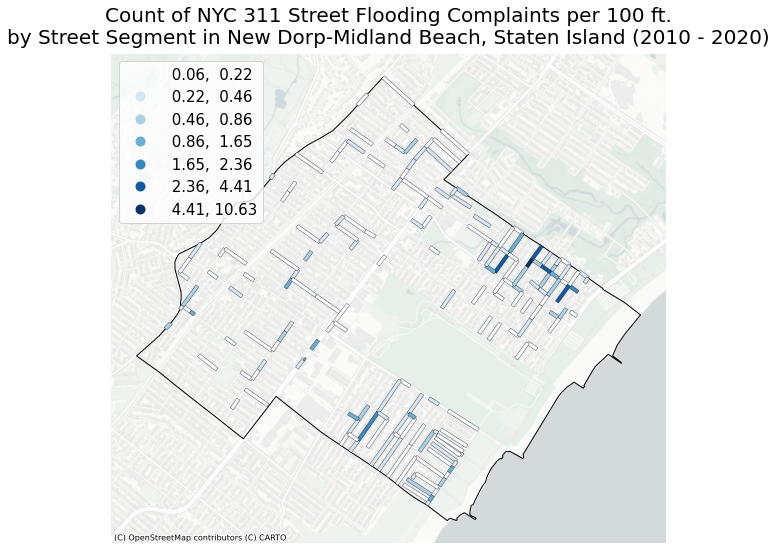 Count of NYC 311 Street Flooding Complaints per 100 ft.
by Street Segment in New Dorp-Midland Beach, Staten Island (2010 - 2020)
0.06, 0.22
0.22, 0.46
0.46, 0.86
0.86, 1.65
1.65, 2.36
2.36, 4.41
4.41, 10.63
(C) OpenStreetMap contributors (C) CARTO